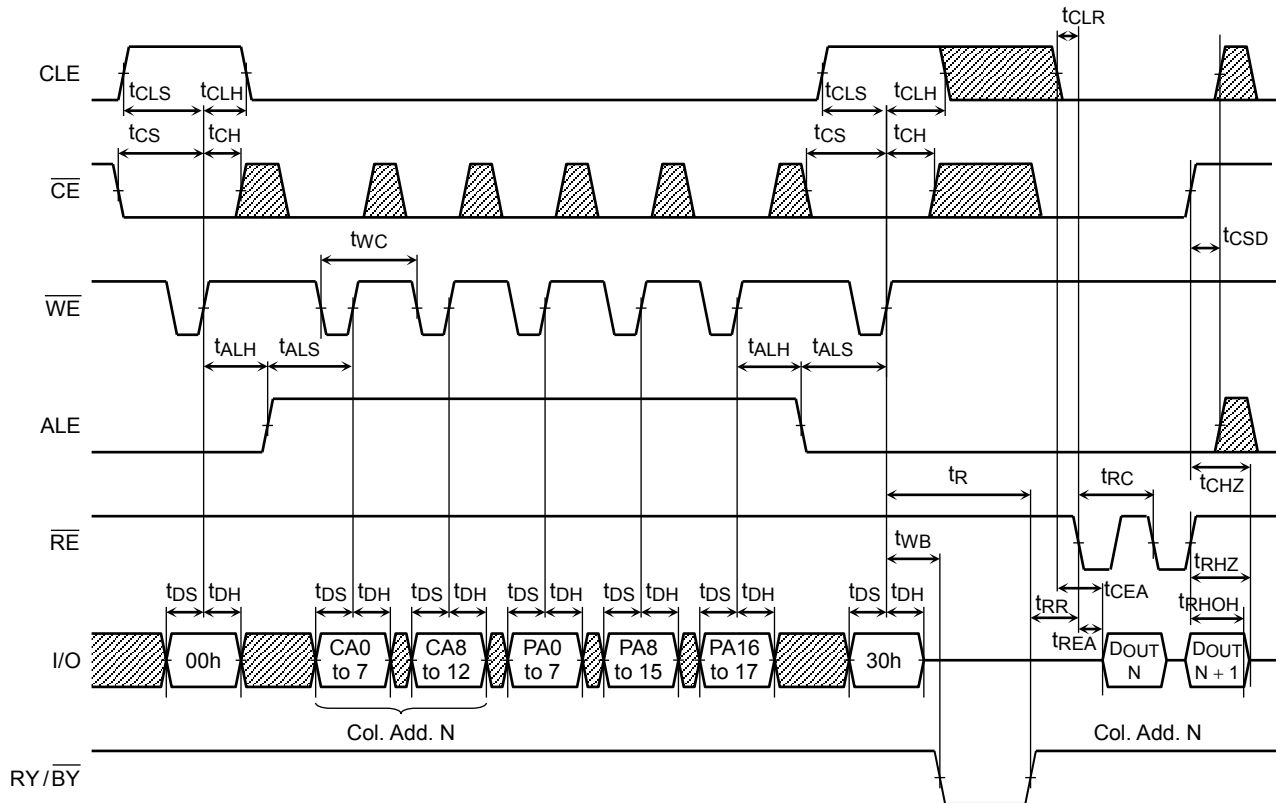 tCLR
CLE
tCLS tCLH tCLS tCLH
tCS tCH tCS tCH
CE
tCSD
tWC
WE
tALH tALS tALH tALS
ALE
tR tRC tCHZ
RE
tWB tRHZ
tDS tDH tDS tDH tDS tDH tDS tDH tDS tDH tDS tDH tDS tDH tRR tCEA tRHOH
tREA
I/O 00h CA0 to 7 CA8 to 12 PA0 to 7 PA8 to 15 PA16 to 17 30h DOUT N DOUT N + 1
Col. Add. N Col. Add. N
RY/BY